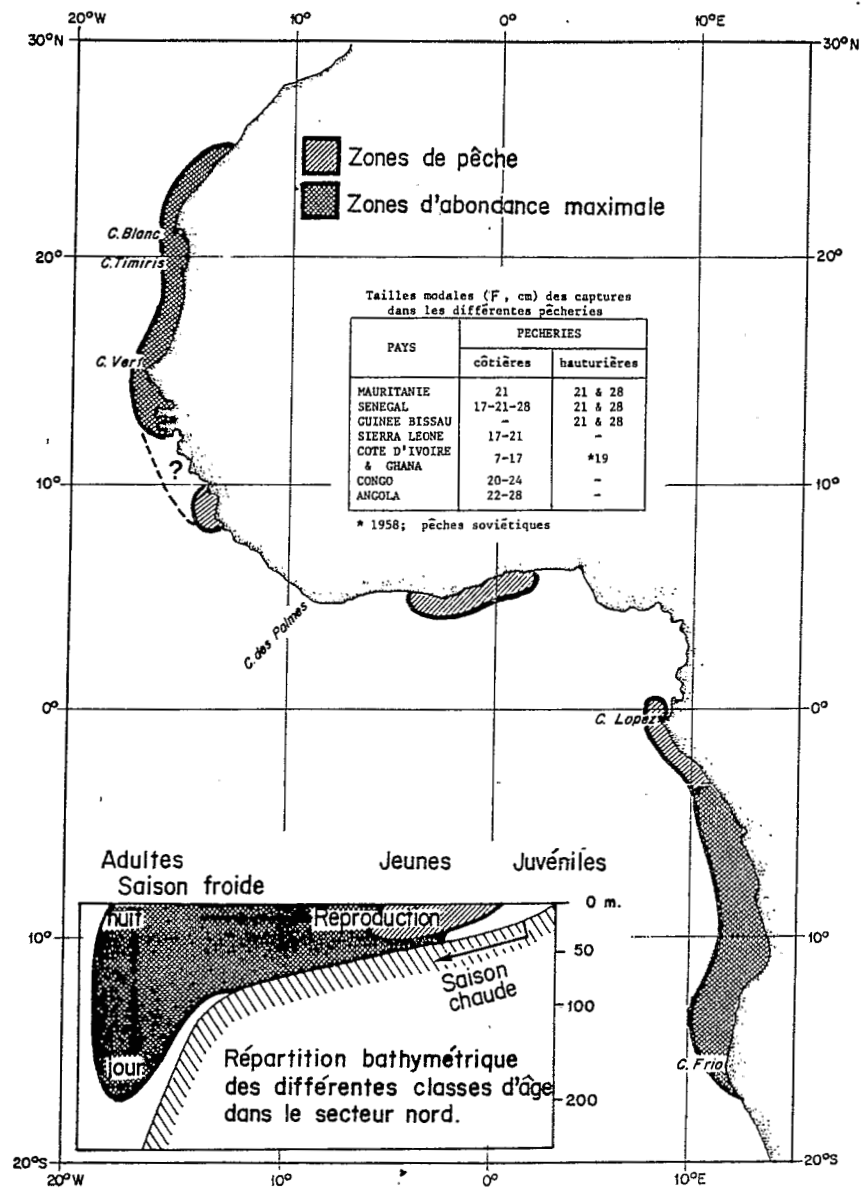 20°W 10° 0° 10°E
30°N 30°N
Zones de pêche
Zones d'abondance maximale
C. Blanc
20° C. Timiris 20°
Tailles modales (F, cm) des captures
dans les différentes pêcheries
PAYS PECHERIES
côtières hauturières
MAURITANIE 21 21 & 28
SENEGAL 17-21-28 21 & 28
GUINEE BISSAU - 21 & 28
SIERRA LEONE 17-21 -
COTE D'IVOIRE
& GHANA 7-17 *19
CONGO 20-24 -
ANGOLA 22-28 -
* 1958; pêches soviétiques
C. Vert
?
10° 10°
C. des Palmes
0° 0°
C. Lopez
Adultes Jeunes Juvéniles
Saison froide
0 m.
nuit Réproduction
10° 50 10°
Saison
chaude
100
jour
Répartition bathymétrique
des différentes classes d'âge
dans le secteur nord.
200
C. Frio
20°S 20°S
20°W 10° 0° 10°E